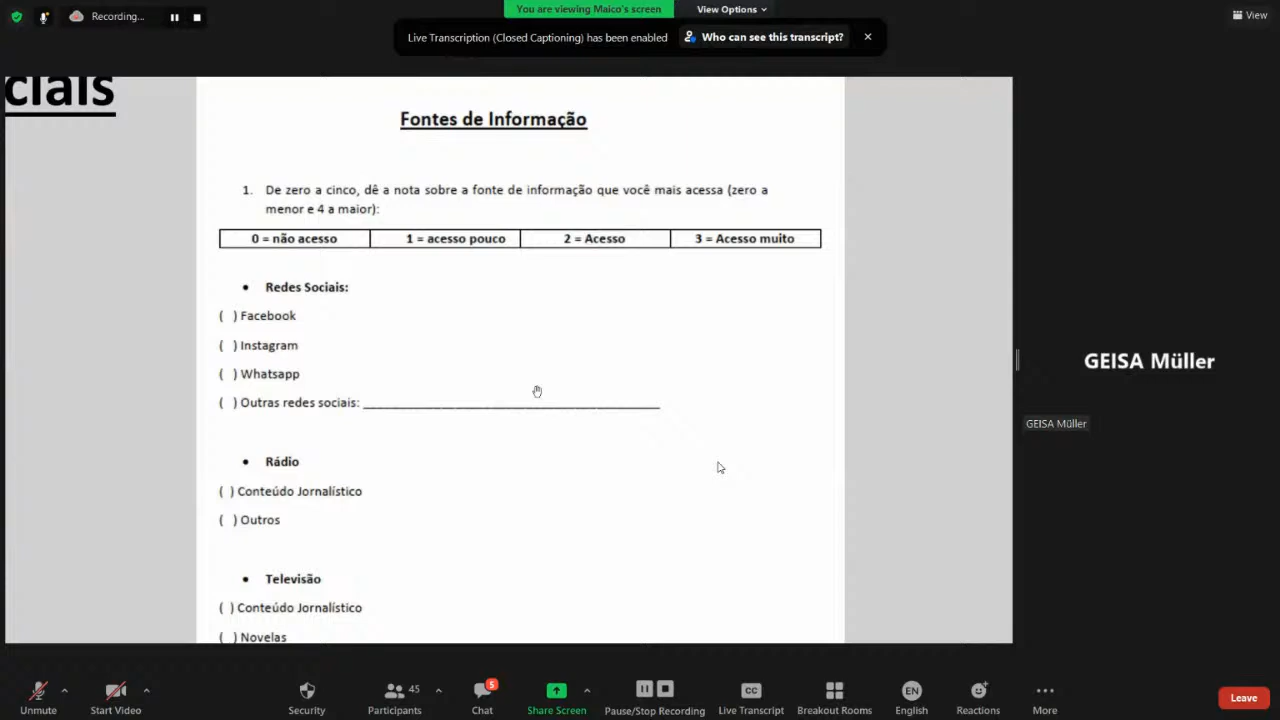 You are viewing Maico's screen
View Options
Recording...
View
Live Transcription (Closed Captioning) has been enabled
Who can see this transcript?
ciais
Fontes de Informação
1. De zero a cinco, dê a nota sobre a fonte de informação que você mais acessa (zero a
menor e 4 a maior):
0 = não acesso 1 = acesso pouco 2 = Acesso 3 = Acesso muito
• Redes Sociais:
( ) Facebook
( ) Instagram
( ) Whatsapp
( ) Outras redes sociais: ___
• Rádio
( ) Conteúdo Jornalístico
( ) Outros
• Televisão
( ) Conteúdo Jornalístico
( ) Novelas
GEISA Müller
GEISA Müller
Unmute
Start Video
Security
45
Participants
5
Chat
Share Screen
Pause/Stop Recording
CC
Live Transcript
Breakout Rooms
EN
English
Reactions
More
Leave